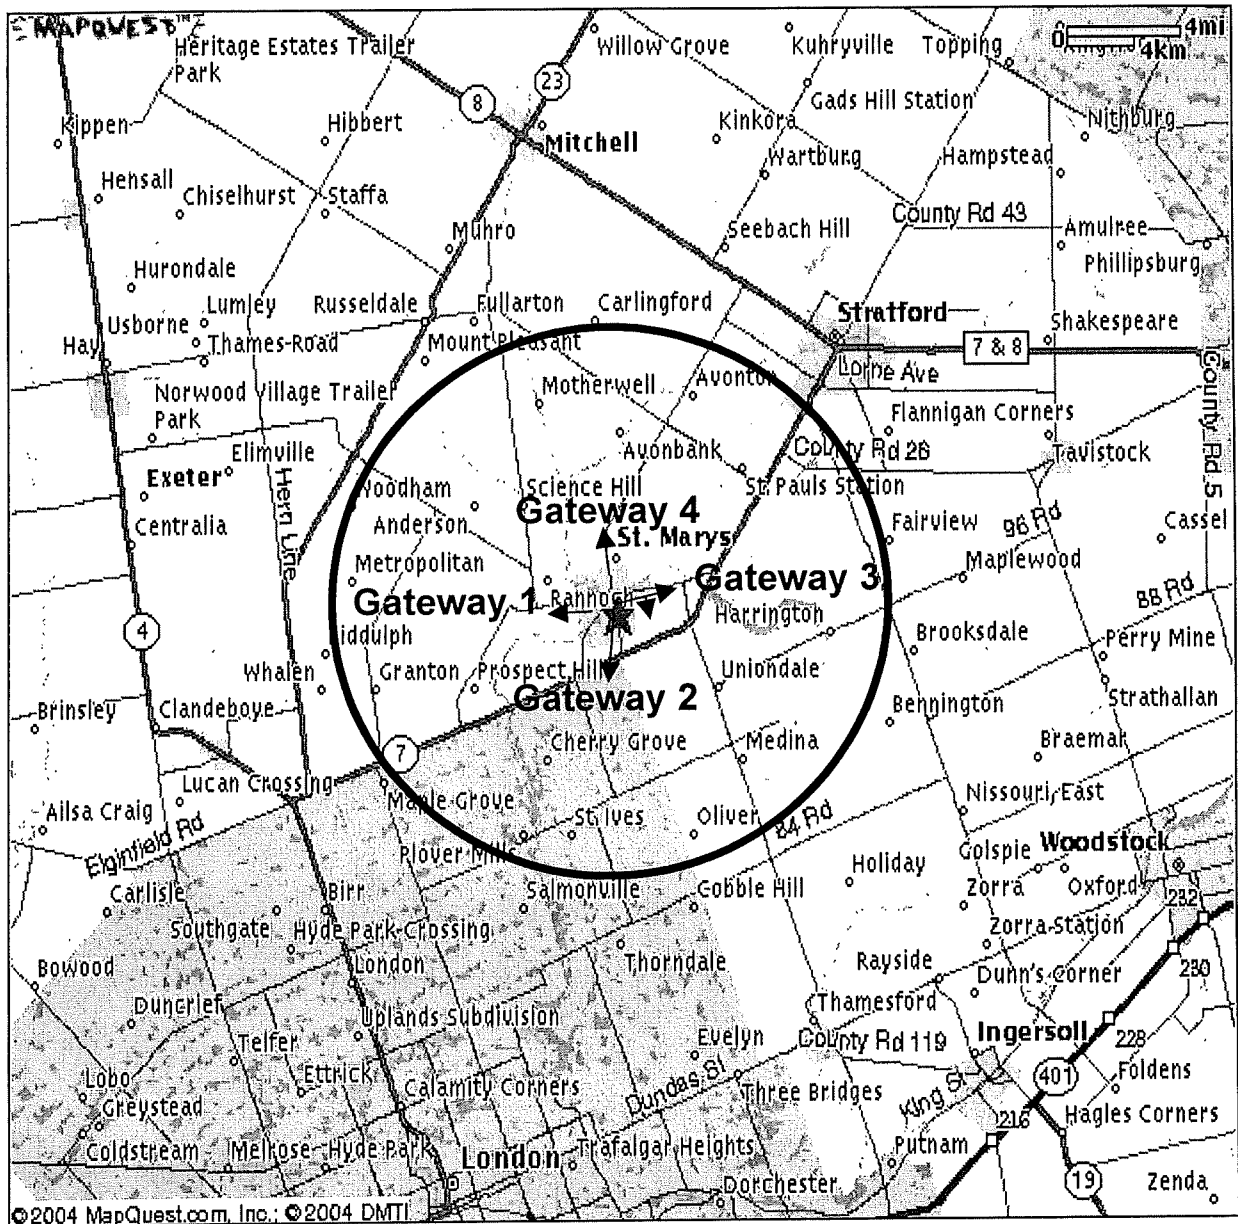 MAPQUEST™
0 4mi
4km
Heritage Estates Trailer
Park
Willow Grove
Kuhryville
Topping
23
8
Gads Hill Station
Kippen
Hibbert
Mitchell
Kinkora
Nithburg
Wartburg
Hampstead
Hensall
Chiselhurst
Staffa
County Rd 43
Munro
Seebach Hill
Amulree
Phillipsburg
Hurondale
Lumley
Russeldale
Fullarton
Carlingford
Stratford
Usborne
Shakespeare
Hay
Thames Road
Mount Pleasant
7 & 8
Lorne Ave
Norwood Village Trailer
Park
Motherwell
Avonton
County Rd 5
Flannigan Corners
Elimville
Avonbank
County Rd 26
Tavistock
Exeter
Hern Line
Woodham
Science Hill
St. Pauls Station
Gateway 4
Centralia
Anderson
St. Marys
Fairview
96 Rd
Cassel
Metropolitan
Maplewood
Gateway 3
Gateway 1
Rannoch
88 Rd
4
Biddulph
Harrington
Brooksdale
Perry Mine
Whalen
Granton
Prospect Hill
Uniondale
Strathallan
Gateway 2
Brinsley
Clandeboye
Bennington
7
Cherry Grove
Medina
Braemar
Lucan Crossing
Maple Grove
Nissouri, East
Ailsa Craig
Elginfield Rd
St. Ives
Oliver
84 Rd
Plover Mills
Golspie
Woodstock
Holiday
Carlisle
Birr
Salmonville
Gobble Hill
Zorra
Oxford
232
Southgate
Hyde Park Crossing
Zorra Station
Bowood
London
Thorndale
Rayside
Dunn's Corner
230
Duncrief
Uplands Subdivision
Thamesford
Telfer
Evelyn
County Rd 119
Ingersoll
228
Lobo
Ettrick
Calamity Corners
Dundas St
Three Bridges
King St
401
Foldens
Greystead
216
Hagles Corners
Coldstream
Melrose
Hyde Park
London
Trafalgar Heights
Putnam
19
Zenda
Dorchester
©2004 MapQuest.com, Inc.; ©2004 DMTI